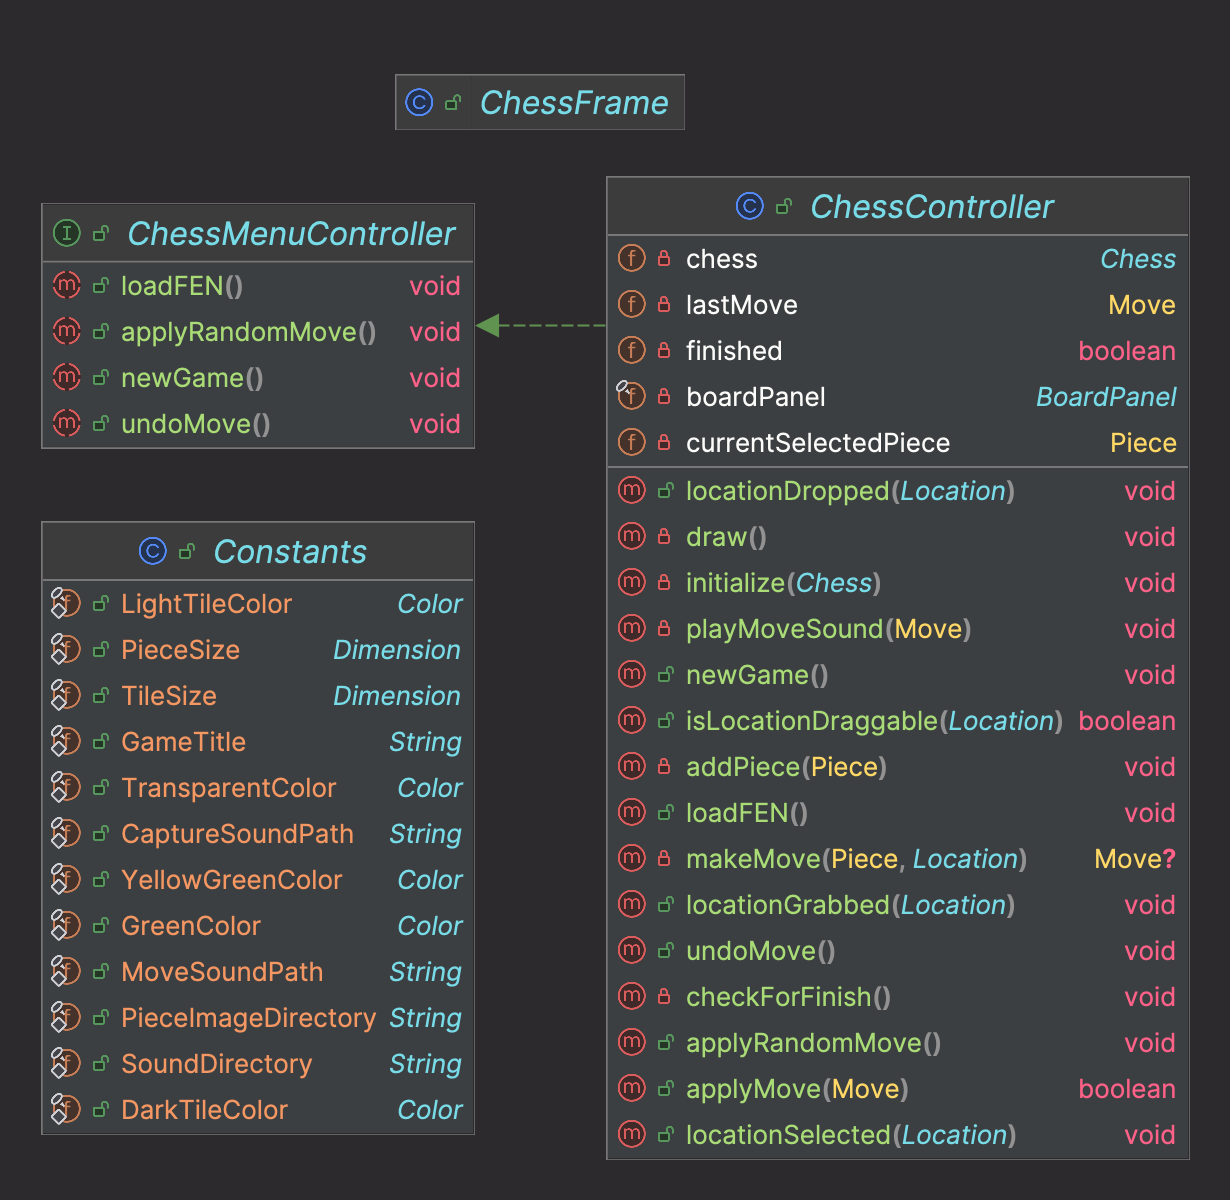 ChessFrame
ChessMenuController
loadFEN() void
applyRandomMove() void
newGame() void
undoMove() void
Constants
LightTileColor Color
PieceSize Dimension
TileSize Dimension
GameTitle String
TransparentColor Color
CaptureSoundPath String
YellowGreenColor Color
GreenColor Color
MoveSoundPath String
PieceImageDirectory String
SoundDirectory String
DarkTileColor Color
ChessController
chess Chess
lastMove Move
finished boolean
boardPanel BoardPanel
currentSelectedPiece Piece
locationDropped(Location) void
draw() void
initialize(Chess) void
playMoveSound(Move) void
newGame() void
isLocationDraggable(Location) boolean
addPiece(Piece) void
loadFEN() void
makeMove(Piece, Location) Move?
locationGrabbed(Location) void
undoMove() void
checkForFinish() void
applyRandomMove() void
applyMove(Move) boolean
locationSelected(Location) void